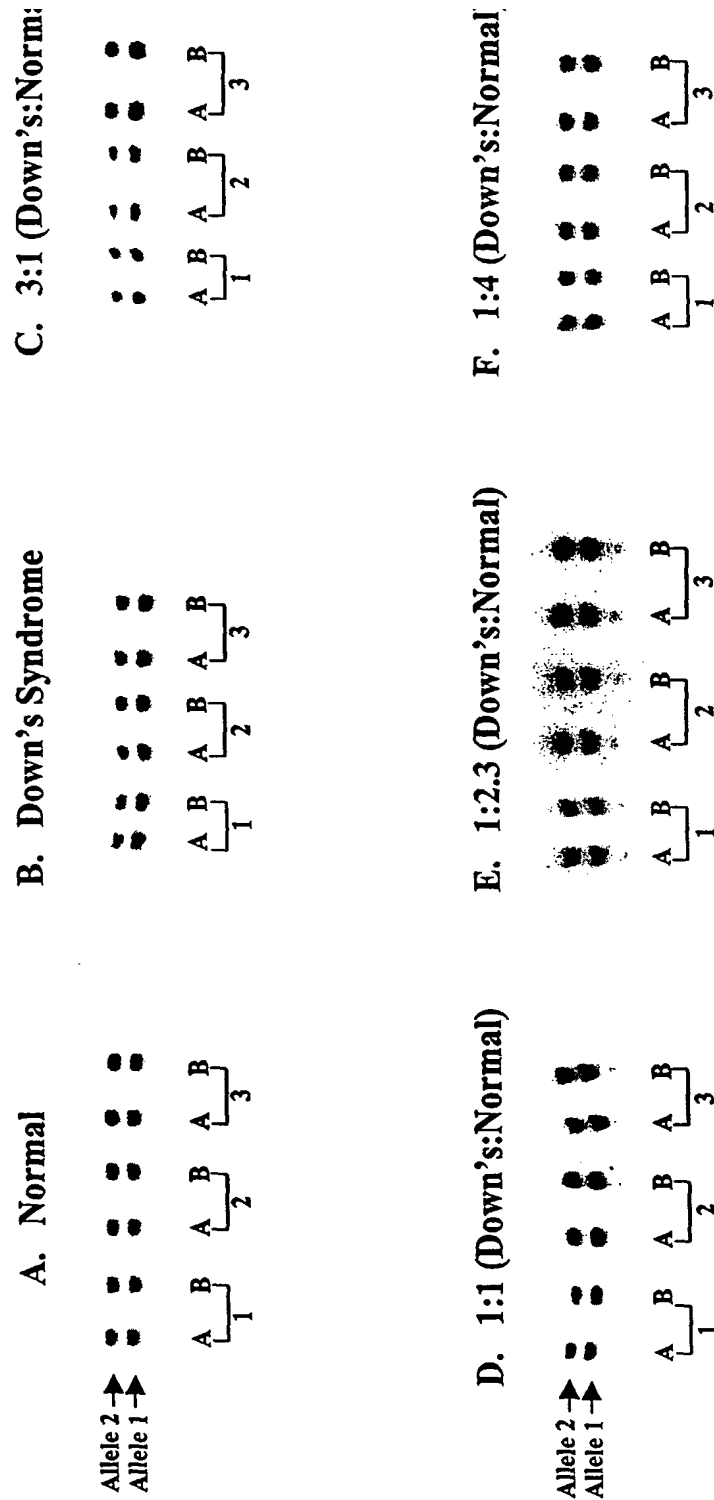 A. Normal
Allele 2
Allele 1
A B A B A B
1 2 3
B. Down's Syndrome
A B A B A B
1 2 3
C. 3:1 (Down's:Norma
A B A B A B
1 2 3
D. 1:1 (Down's:Normal)
Allele 2
Allele 1
A B A B A B
1 2 3
E. 1:2.3 (Down's:Normal)
A B A B A B
1 2 3
F. 1:4 (Down's:Normal)
A B A B A B
1 2 3